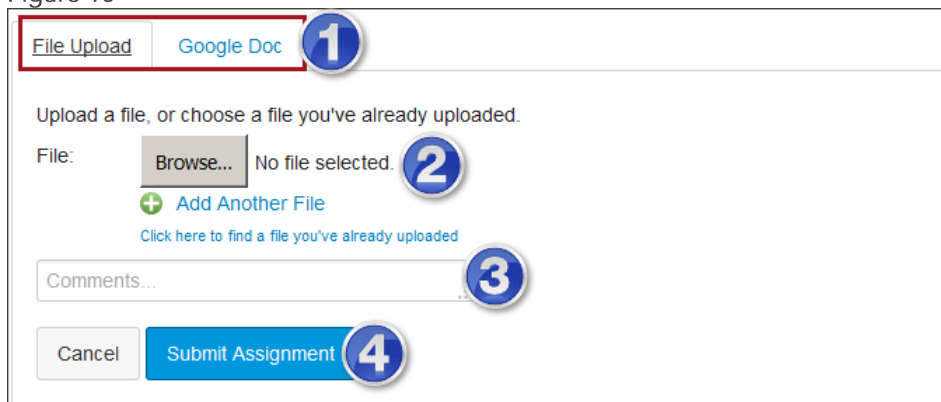 File Upload Google Doc 1
Upload a file, or choose a file you've already uploaded.
File: Browse... No file selected. 2
Add Another File
Click here to find a file you've already uploaded
Comments... 3
Cancel Submit Assignment 4